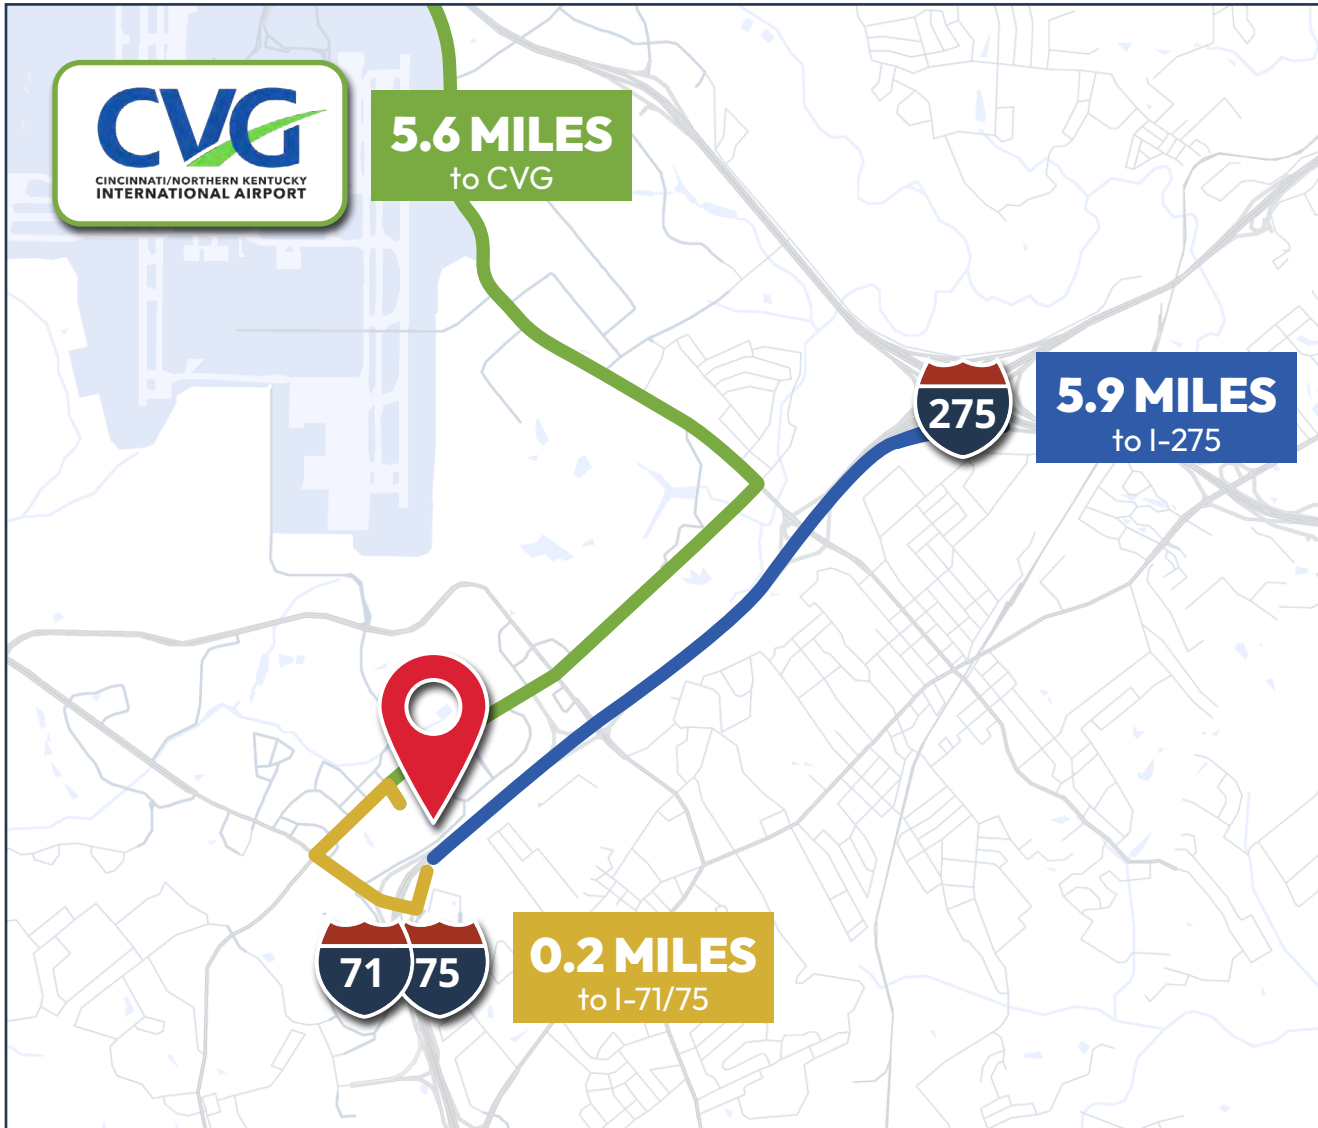 CVG
CINCINNATI/NORTHERN KENTUCKY
INTERNATIONAL AIRPORT
5.6 MILES
to CVG
275
5.9 MILES
to I-275
71
75
0.2 MILES
to I-71/75